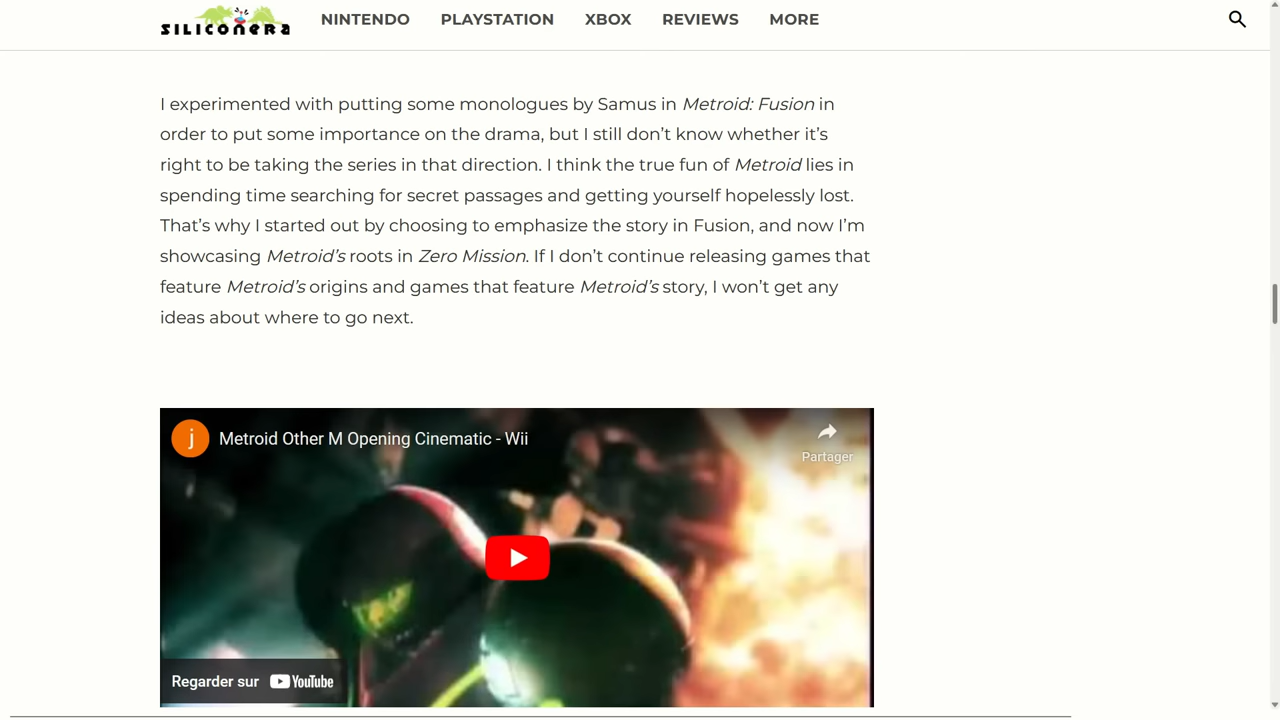 SILICONERA
NINTENDO PLAYSTATION XBOX REVIEWS MORE
I experimented with putting some monologues by Samus in Metroid: Fusion in
order to put some importance on the drama, but I still don’t know whether it’s
right to be taking the series in that direction. I think the true fun of Metroid lies in
spending time searching for secret passages and getting yourself hopelessly lost.
That’s why I started out by choosing to emphasize the story in Fusion, and now I’m
showcasing Metroid’s roots in Zero Mission. If I don’t continue releasing games that
feature Metroid’s origins and games that feature Metroid’s story, I won’t get any
ideas about where to go next.
j
Metroid Other M Opening Cinematic - Wii
Partager
Regarder sur YouTube